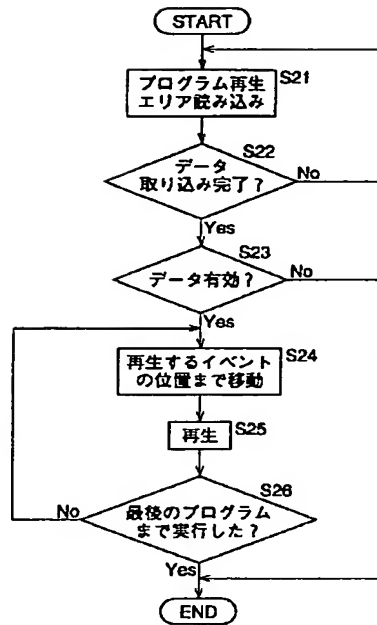 START
プログラム再生
エリア読み込み
S21
データ
取り込み完了？
S22
No
Yes
データ有効？
S23
No
Yes
再生するイベント
の位置まで移動
S24
再生
S25
最後のプログラム
まで実行した？
S26
No
Yes
END